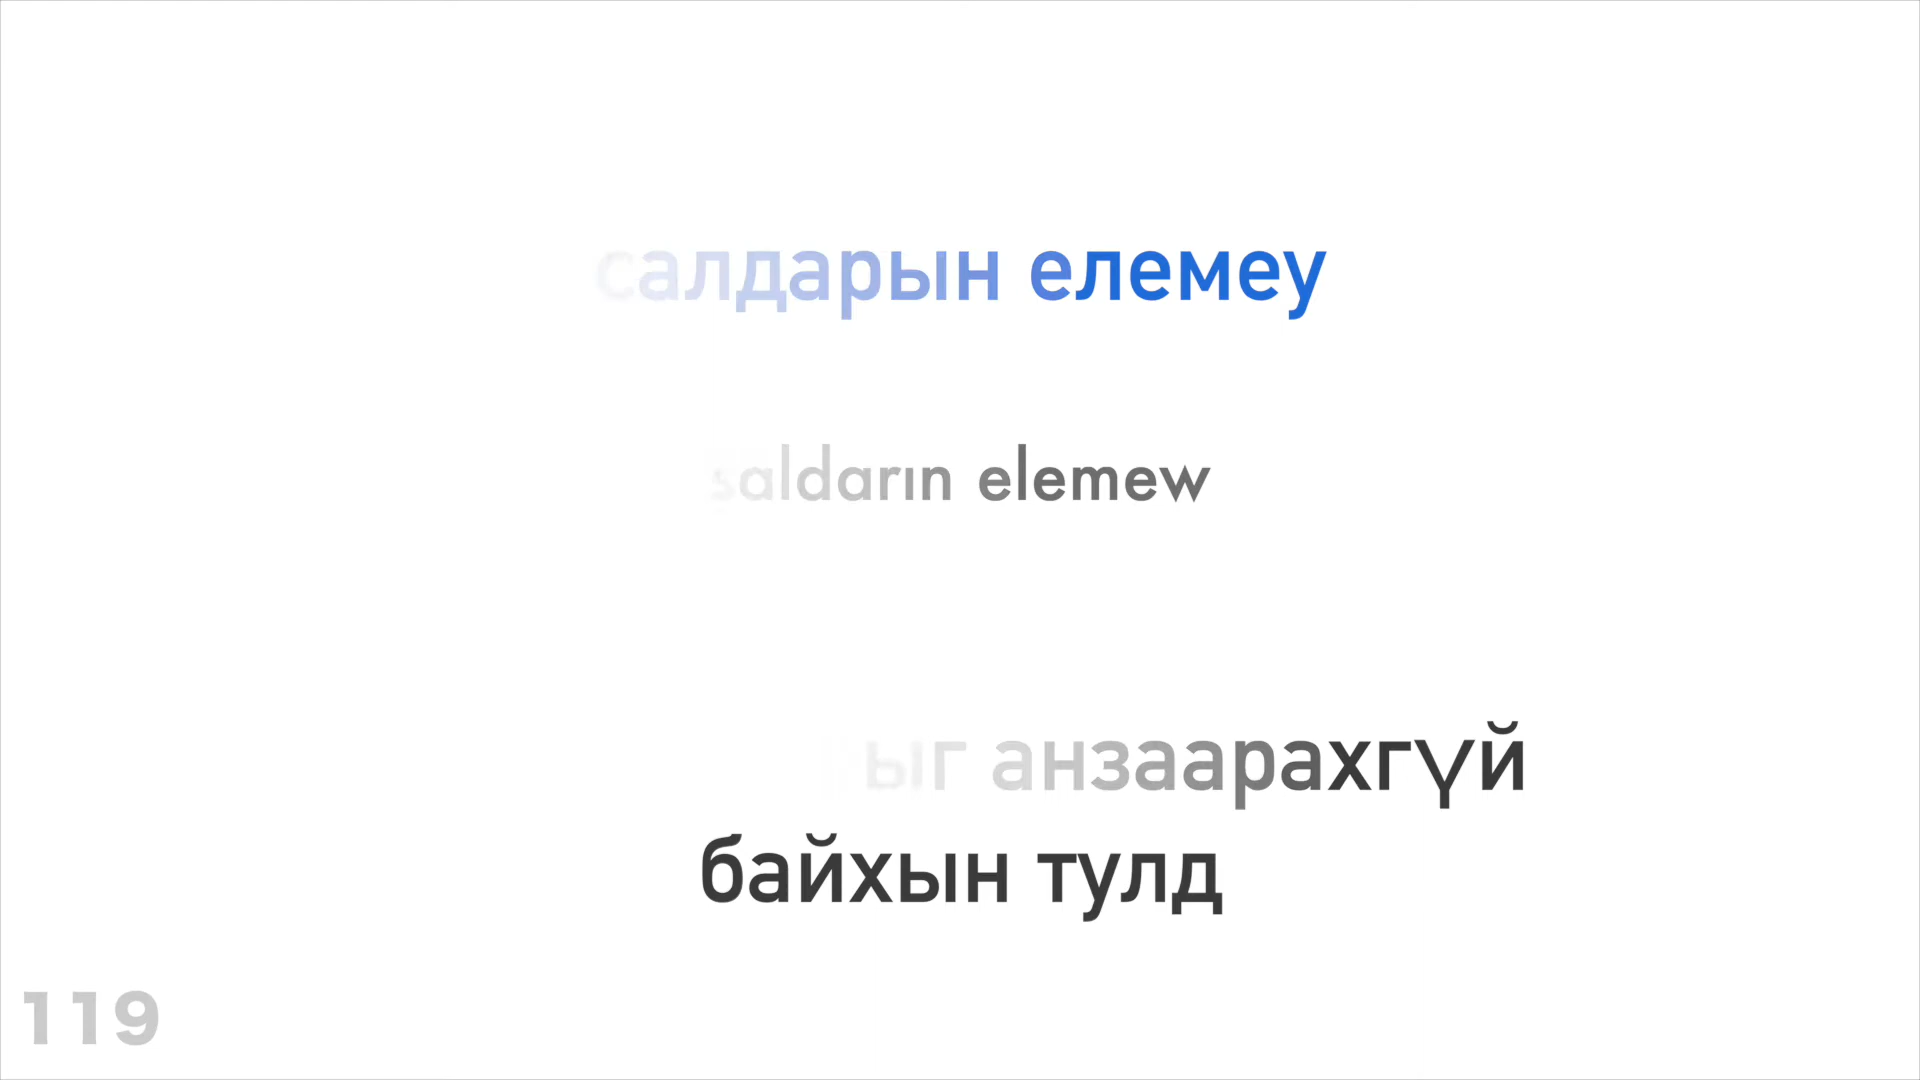 салдарын елемеу
saldarın elemew
анзаарахгүй
байхын тулд
119